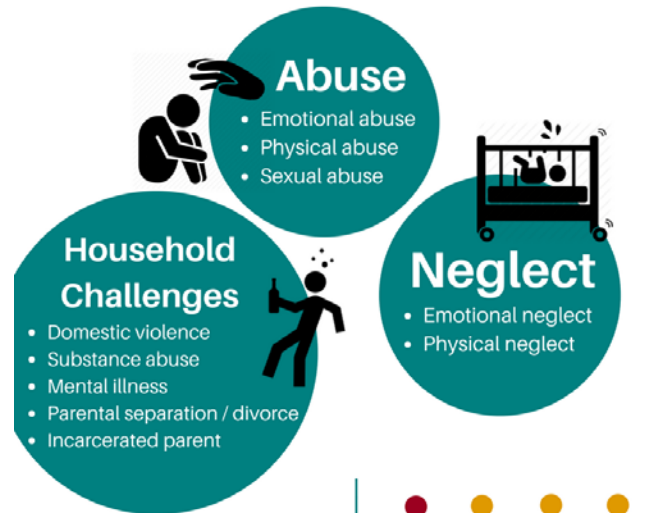 Abuse
• Emotional abuse
• Physical abuse
• Sexual abuse
Household
Challenges
• Domestic violence
• Substance abuse
• Mental illness
• Parental separation / divorce
• Incarcerated parent
Neglect
• Emotional neglect
• Physical neglect